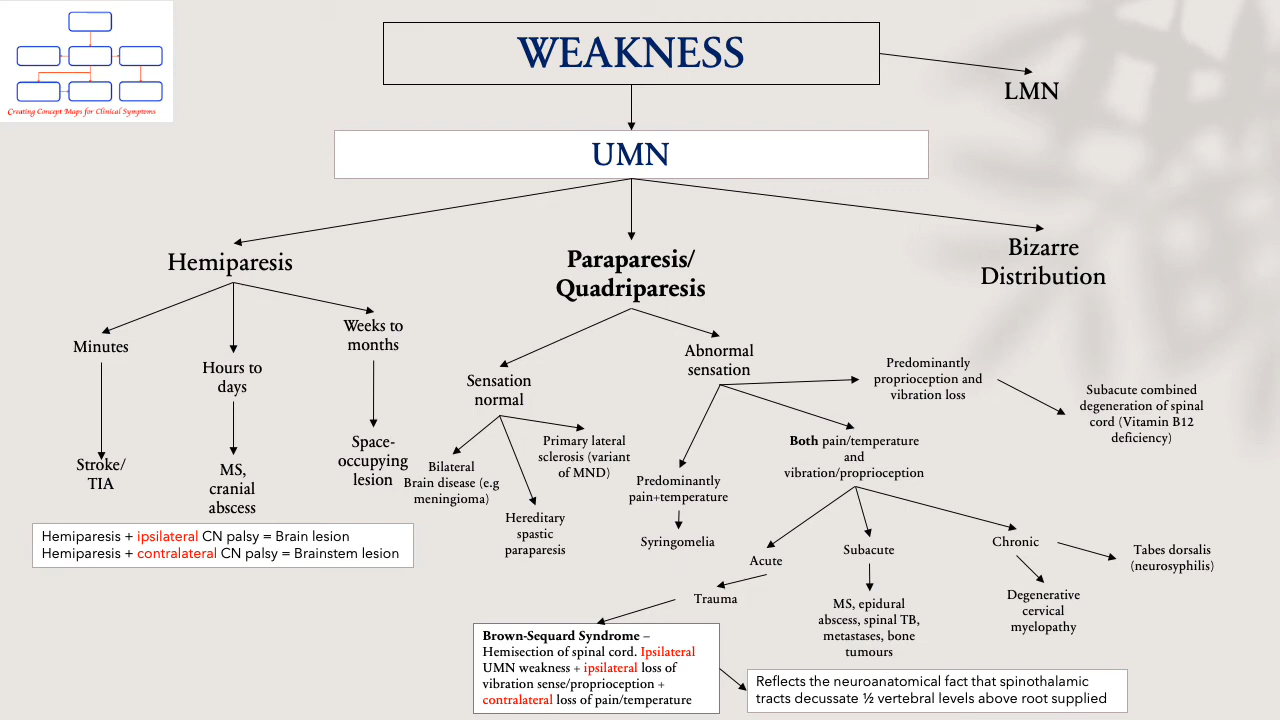 Creating Concept Maps for Clinical Symptoms
WEAKNESS
LMN
UMN
Hemiparesis
Paraparesis/
Quadriparesis
Bizarre
Distribution
Minutes
Hours to
days
Weeks to
months
Stroke/
TIA
MS,
cranial
abscess
Space-
occupying
lesion
Hemiparesis + ipsilateral CN palsy = Brain lesion
Hemiparesis + contralateral CN palsy = Brainstem lesion
Sensation
normal
Abnormal
sensation
Bilateral
Brain disease (e.g
meningioma)
Hereditary
spastic
paraparesis
Primary lateral
sclerosis (variant
of MND)
Predominantly
pain+temperature
Syringomelia
Both pain/temperature
and
vibration/proprioception
Predominantly
proprioception and
vibration loss
Subacute combined
degeneration of spinal
cord (Vitamin B12
deficiency)
Acute
Trauma
Subacute
MS, epidural
abscess, spinal TB,
metastases, bone
tumours
Chronic
Degenerative
cervical
myelopathy
Tabes dorsalis
(neurosyphilis)
Brown-Sequard Syndrome –
Hemisection of spinal cord. Ipsilateral
UMN weakness + ipsilateral loss of
vibration sense/proprioception +
contralateral loss of pain/temperature
Reflects the neuroanatomical fact that spinothalamic
tracts decussate ½ vertebral levels above root supplied